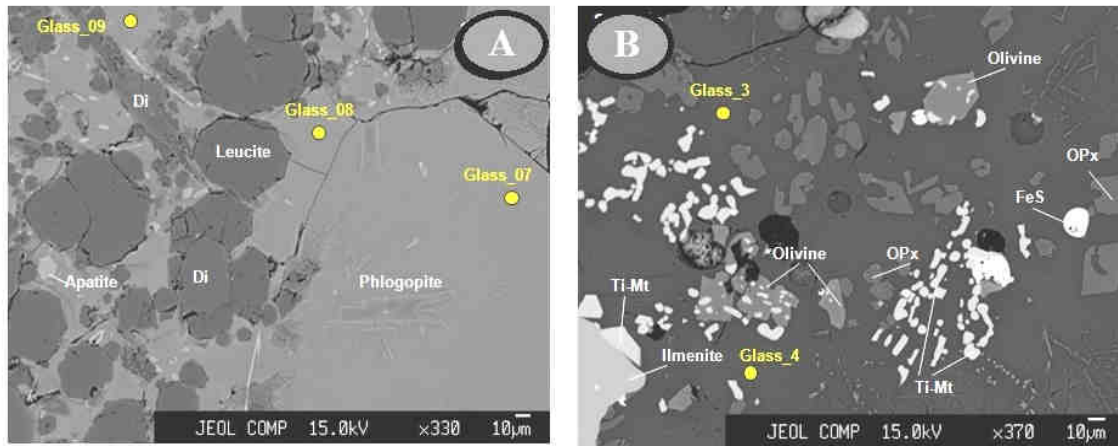 Glass_09
A
Di
Glass_08
Leucite
Glass_07
Apatite
Di
Phlogopite
JEOL COMP 15.0kV ×330 10µm
B
Olivine
Glass_3
OPx
FeS
Olivine
OPx
Ti-Mt
Ilmenite
Glass_4
Ti-Mt
JEOL COMP 15.0kV ×370 10µm